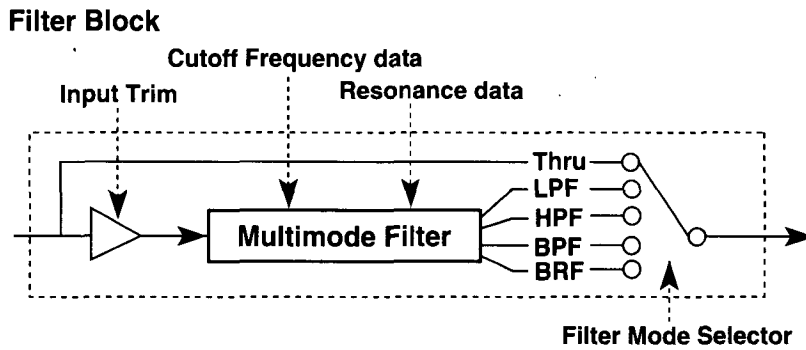 Filter Block
Cutoff Frequency data
Input Trim
Resonance data
Thru
LPF
HPF
Multimode Filter
BPF
BRF
Filter Mode Selector